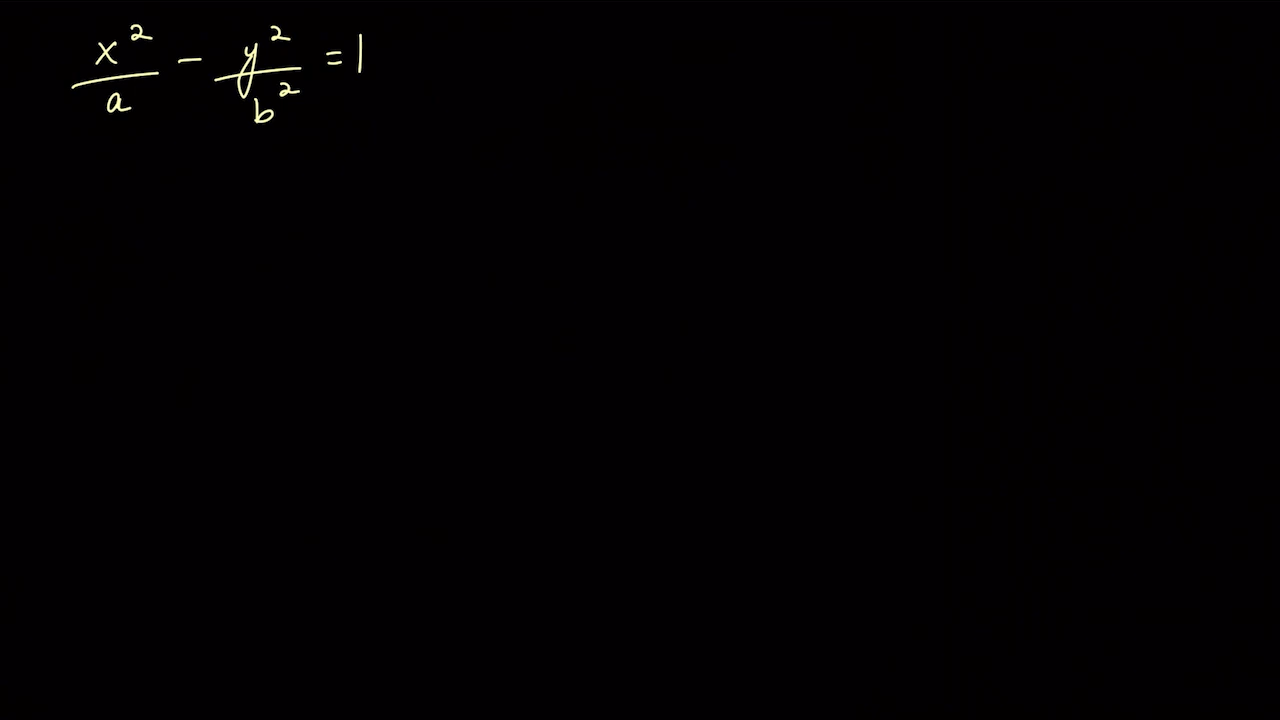 x²/a - y²/b² = 1